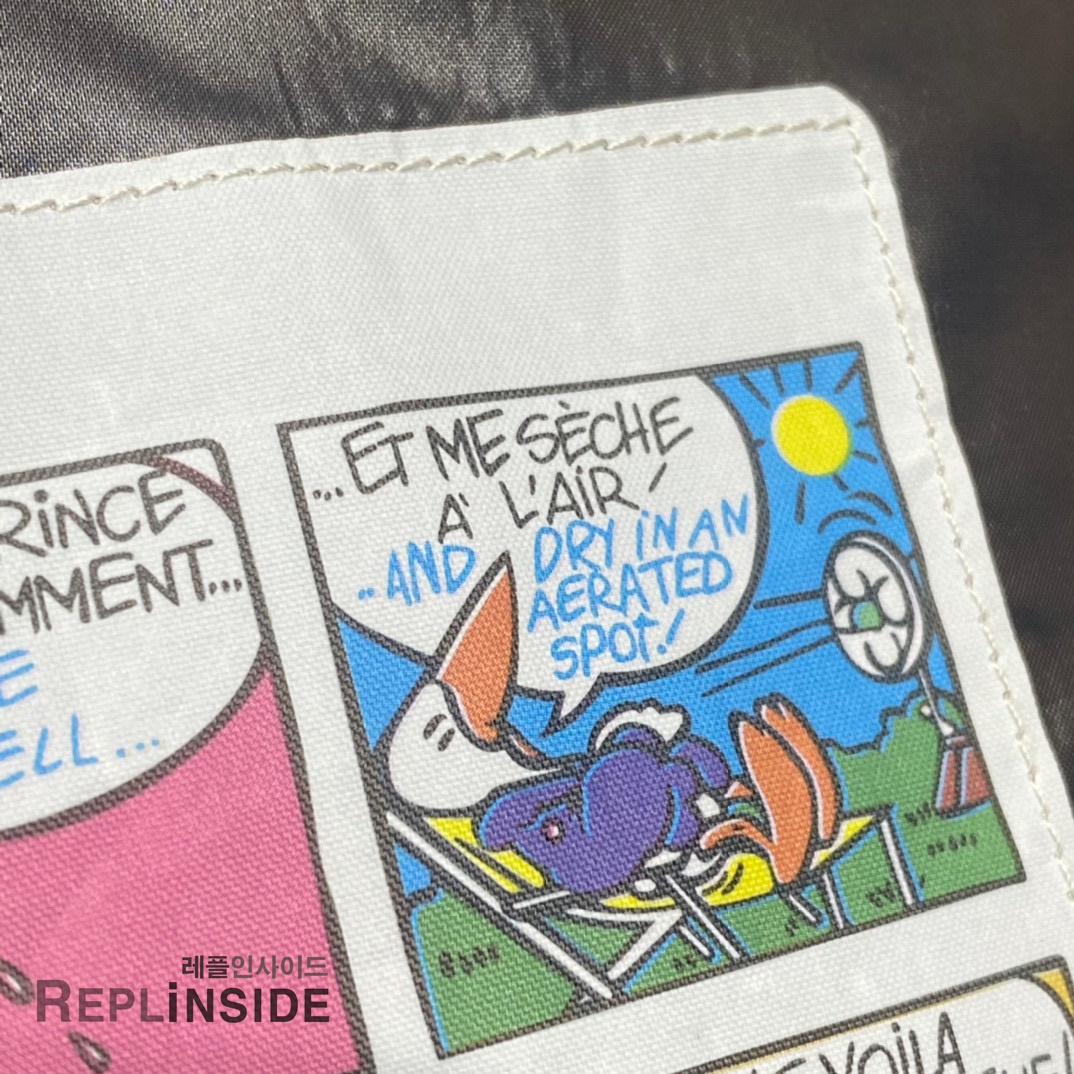 RINCE
MMENT...
E
ELL...
...ET ME SÈCHE
À L'AIR!
..AND DRY IN AN
AERATED
SPOT!
VOILA
레플인사이드
REPLINSIDE